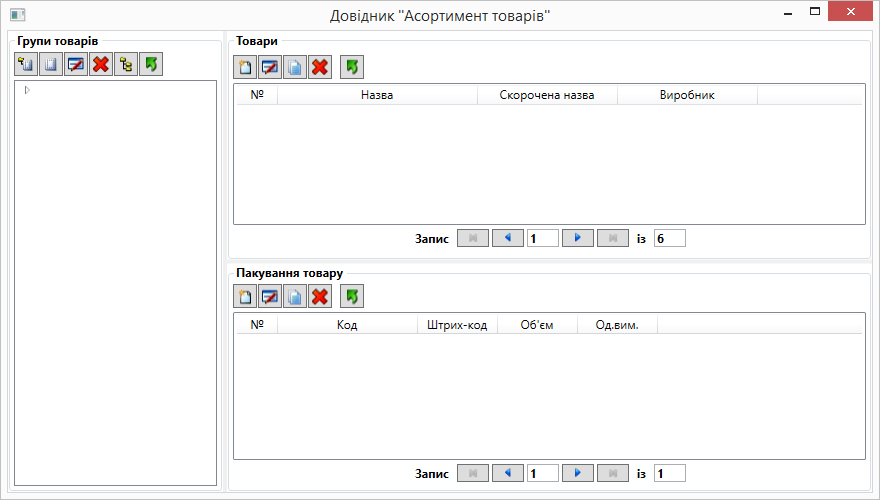 Довідник "Асортимент товарів"
Групи товарів
Товари
№ Назва Скорочена назва Виробник
Запис 1 із 6
Пакування товару
№ Код Штрих-код Об'єм Од.вим.
Запис 1 із 1